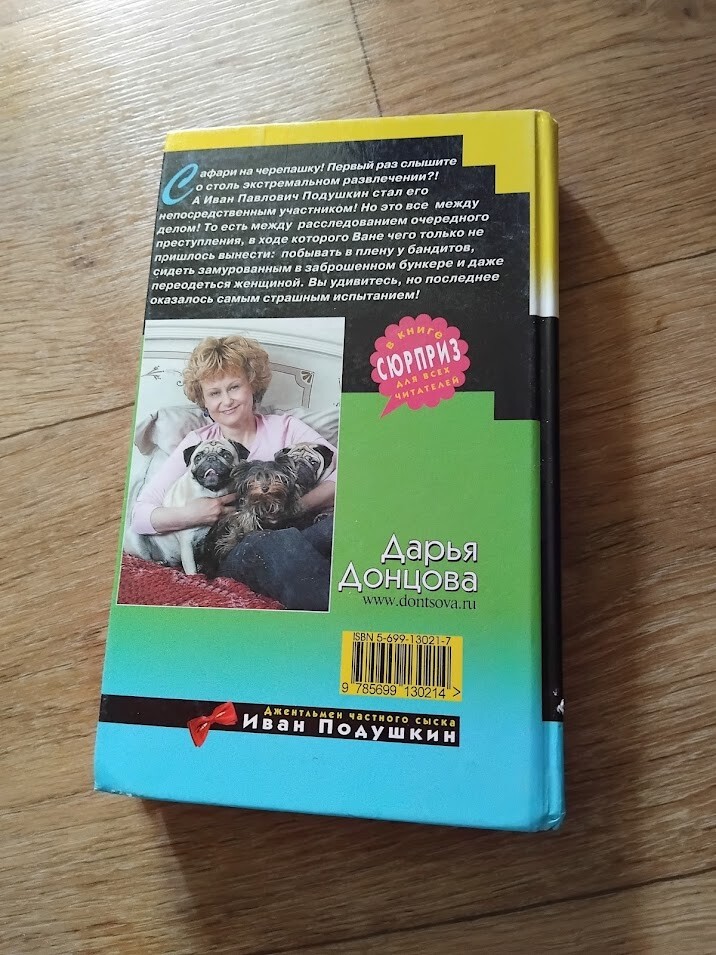 Сафари на черепашку! Первый раз слышите
о столь экстремальном развлечении?!
А Иван Павлович Подушкин стал его
непосредственным участником! Но это все между
делом! То есть между расследованием очередного
преступления, в ходе которого Ване чего только не
пришлось вынести: побывать в плену у бандитов,
сидеть замурованным в заброшенном бункере и даже
переодеться женщиной. Вы удивитесь, но последнее
оказалось самым страшным испытанием!
В КНИГЕ
СЮРПРИЗ
ДЛЯ ВСЕХ
ЧИТАТЕЛЕЙ
Дарья
Донцова
www.dontsova.ru
ISBN 5-699-13021-7
9 785699 130214 >
Джентльмен частного сыска
Иван Подушкин